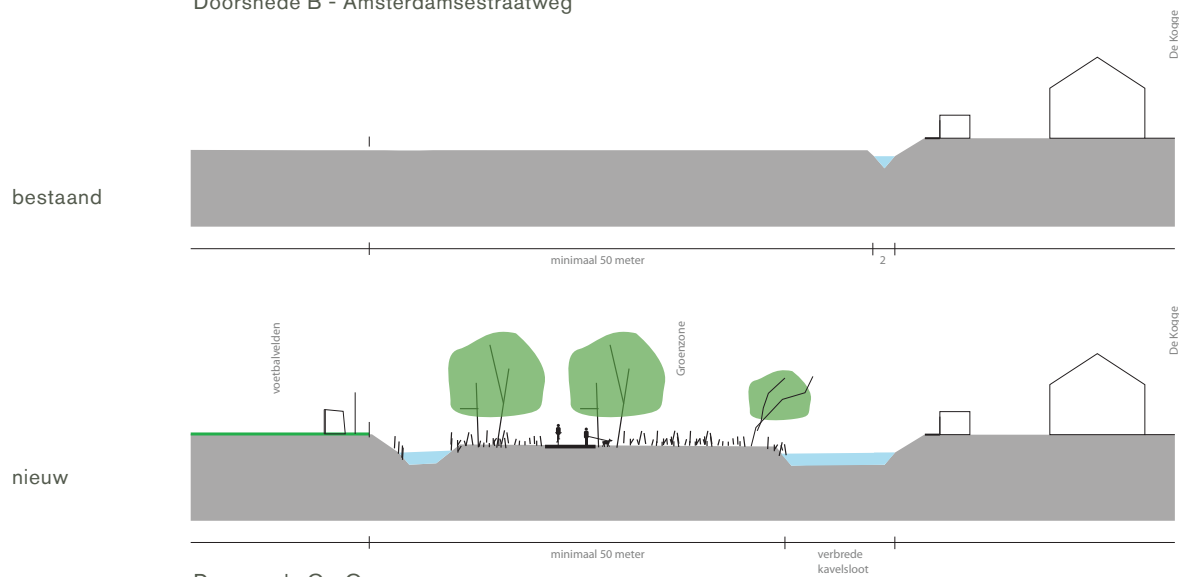 Doorsnede B - Amsterdamsestraatweg
De Kogge
bestaand
minimaal 50 meter
2
voetbalvelden
Groenzone
De Kogge
nieuw
minimaal 50 meter
verbrede
kavelsloot